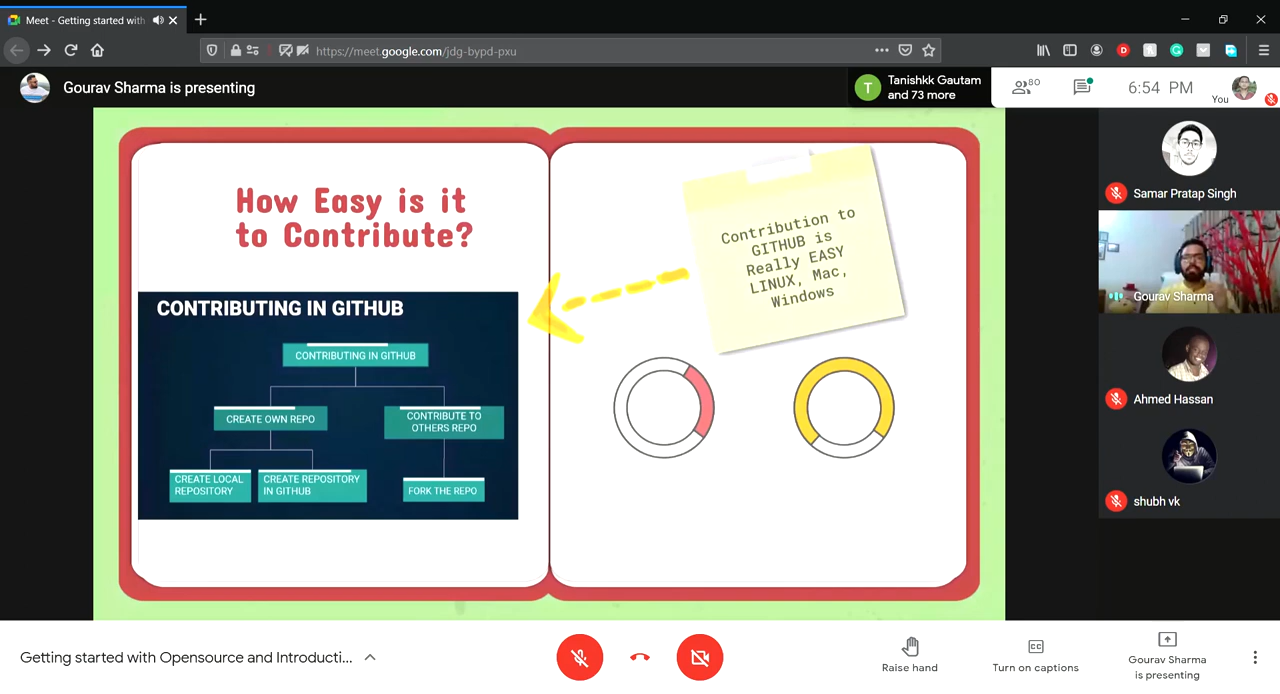 Meet - Getting started with
https://meet.google.com/jdg-bypd-pxu
D
Gourav Sharma is presenting
T
Tanishkk Gautam
and 73 more
80
6:54 PM
You
How Easy is it
to Contribute?
CONTRIBUTING IN GITHUB
CONTRIBUTING IN GITHUB
CREATE OWN REPO
CONTRIBUTE TO
OTHERS REPO
CREATE LOCAL
REPOSITORY
CREATE REPOSITORY
IN GITHUB
FORK THE REPO
Contribution to
GITHUB is
Really EASY
LINUX, Mac,
Windows
Samar Pratap Singh
Gourav Sharma
Ahmed Hassan
shubh vk
Getting started with Opensource and Introducti...
Raise hand
CC
Turn on captions
Gourav Sharma
is presenting